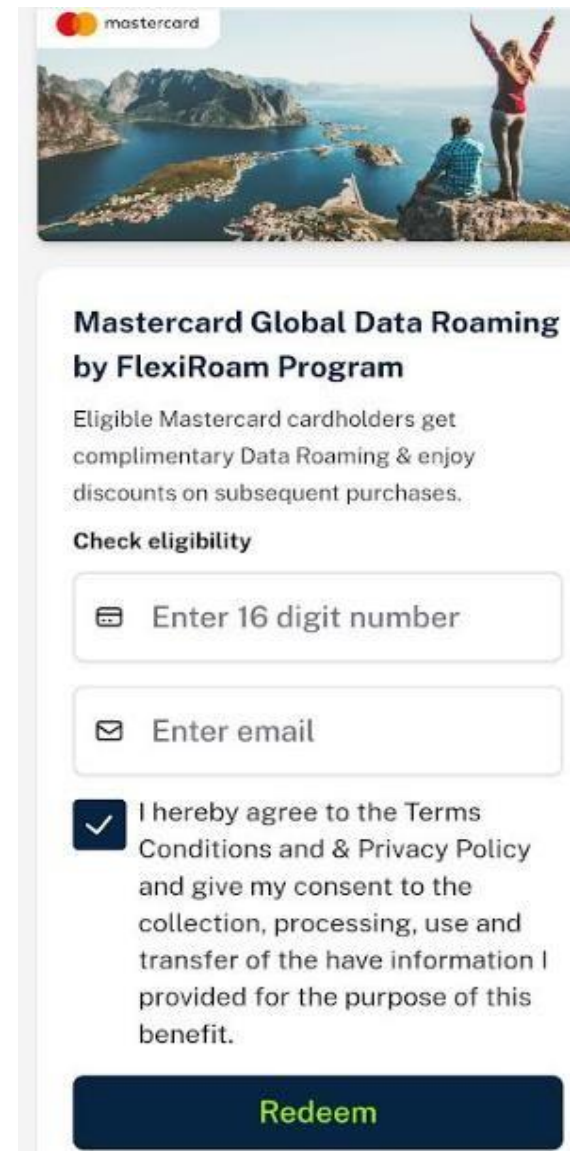 mastercard
Mastercard Global Data Roaming
by FlexiRoam Program
Eligible Mastercard cardholders get
complimentary Data Roaming & enjoy
discounts on subsequent purchases.
Check eligibility
Enter 16 digit number
Enter email
I hereby agree to the Terms
Conditions and & Privacy Policy
and give my consent to the
collection, processing, use and
transfer of the have information I
provided for the purpose of this
benefit.
Redeem